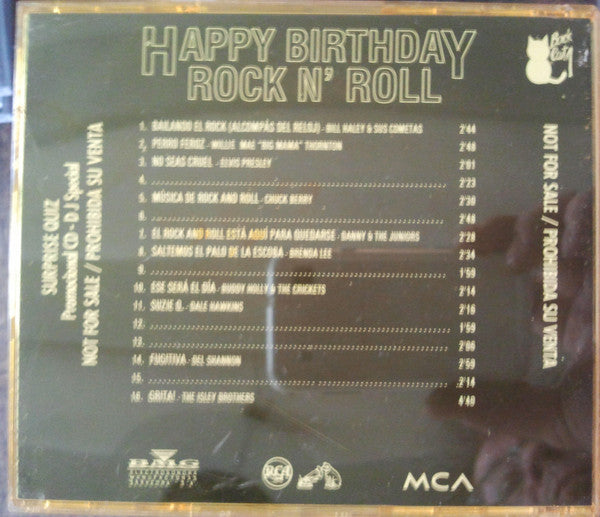 HAPPY BIRTHDAY
ROCK N' ROLL
1. BAILANDO EL ROCK (ALCOMPÁS DEL RELOJ) - BILL HALEY & SUS COMETAS 2'44
2. PERRO FEROZ - WILLIE MAE "BIG MAMA" THORNTON 2'48
3. NO SEAS CRUEL - ELVIS PRESLEY 2'01
4. 2'23
5. MÚSICA DE ROCK AND ROLL - CHUCK BERRY 2'30
6. 2'48
7. EL ROCK AND ROLL ESTÁ AQUÍ PARA QUEDARSE - DANNY & THE JUNIORS 2'28
8. SALTEMOS EL PALO DE LA ESCOBA - BRENDA LEE 2'34
9. 1'59
10. ESE SERÁ EL DÍA - BUDDY HOLLY & THE CRICKETS 2'14
11. SUZIE Q. - DALE HAWKINS 2'16
12. 1'59
13. 2'06
14. FUGITIVA - DEL SHANNON 2'59
15. 2'14
16. GRITA! - THE ISLEY BROTHERS 4'40
SURPRISE QUIZ
Promocional CD - D J Special
NOT FOR SALE / PROHIBIDA SU VENTA
NOT FOR SALE / PROHIBIDA SU VENTA
Rock
BMG
RCA
MCA